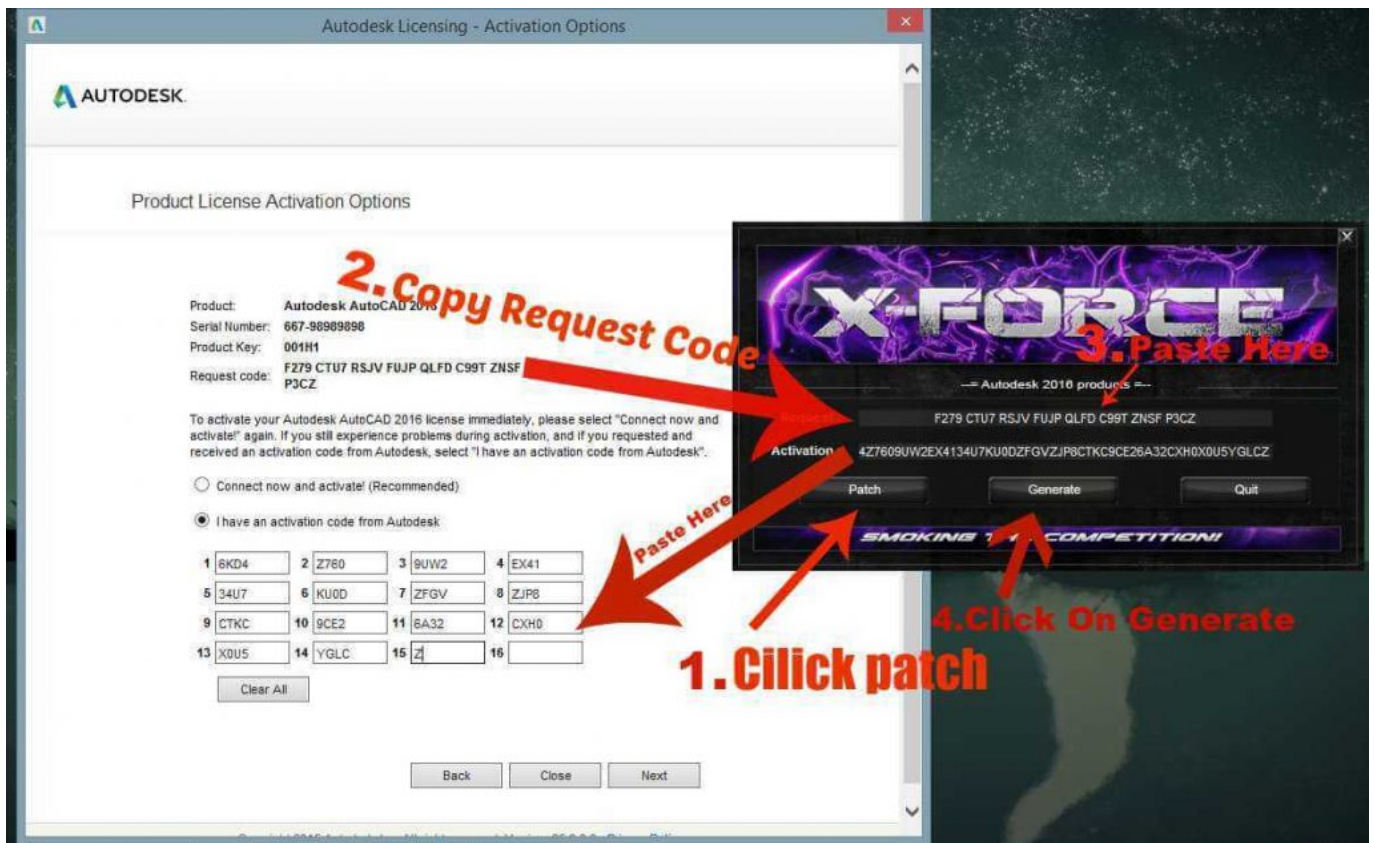 Autodesk Licensing - Activation Options
AUTODESK.
Product License Activation Options
2.Copy Request Code
Product: Autodesk AutoCAD 2016
Serial Number: 667-98989898
Product Key: 001H1
Request code: F279 CTU7 RSJV FUJP QLFD C99T ZNSF
P3CZ
To activate your Autodesk AutoCAD 2016 license immediately, please select "Connect now and
activate!" again. If you still experience problems during activation, and if you requested and
received an activation code from Autodesk, select "I have an activation code from Autodesk".
Connect now and activate! (Recommended)
I have an activation code from Autodesk
1 6KD4 2 Z760 3 9UW2 4 EX41
5 34U7 6 KU0D 7 ZFGV 8 ZJP8
9 CTKC 10 9CE2 11 6A32 12 CXH0
13 X0U5 14 YGLC 15 Z 16
Clear All
Back Close Next
X-FORCE
3.Paste Here
--= Autodesk 2016 products =--
Request
F279 CTU7 RSJV FUJP QLFD C99T ZNSF P3CZ
Activation 4Z7609UW2EX4134U7KU0DZFGVZJP8CTKC9CE26A32CXH0X0U5YGLCZ
Patch Generate Quit
Paste Here
SMOKING THE COMPETITION!
4.Click On Generate
1.Cilick patch